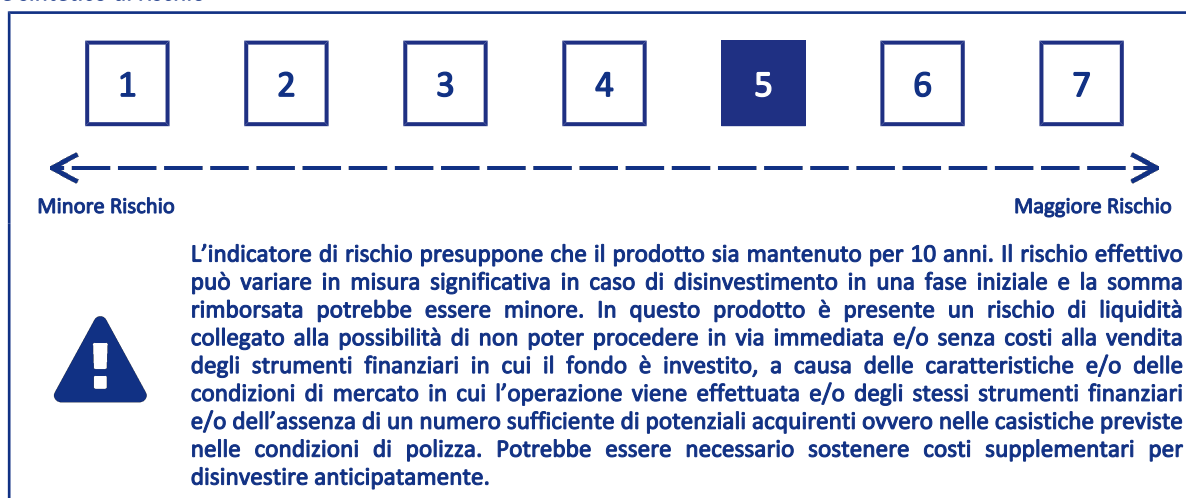 1 2 3 4 5 6 7
Minore Rischio Maggiore Rischio
L'indicatore di rischio presuppone che il prodotto sia mantenuto per 10 anni. Il rischio effettivo
può variare in misura significativa in caso di disinvestimento in una fase iniziale e la somma
rimborsata potrebbe essere minore. In questo prodotto è presente un rischio di liquidità
collegato alla possibilità di non poter procedere in via immediata e/o senza costi alla vendita
degli strumenti finanziari in cui il fondo è investito, a causa delle caratteristiche e/o delle
condizioni di mercato in cui l'operazione viene effettuata e/o degli stessi strumenti finanziari
e/o dell'assenza di un numero sufficiente di potenziali acquirenti ovvero nelle casistiche previste
nelle condizioni di polizza. Potrebbe essere necessario sostenere costi supplementari per
disinvestire anticipatamente.